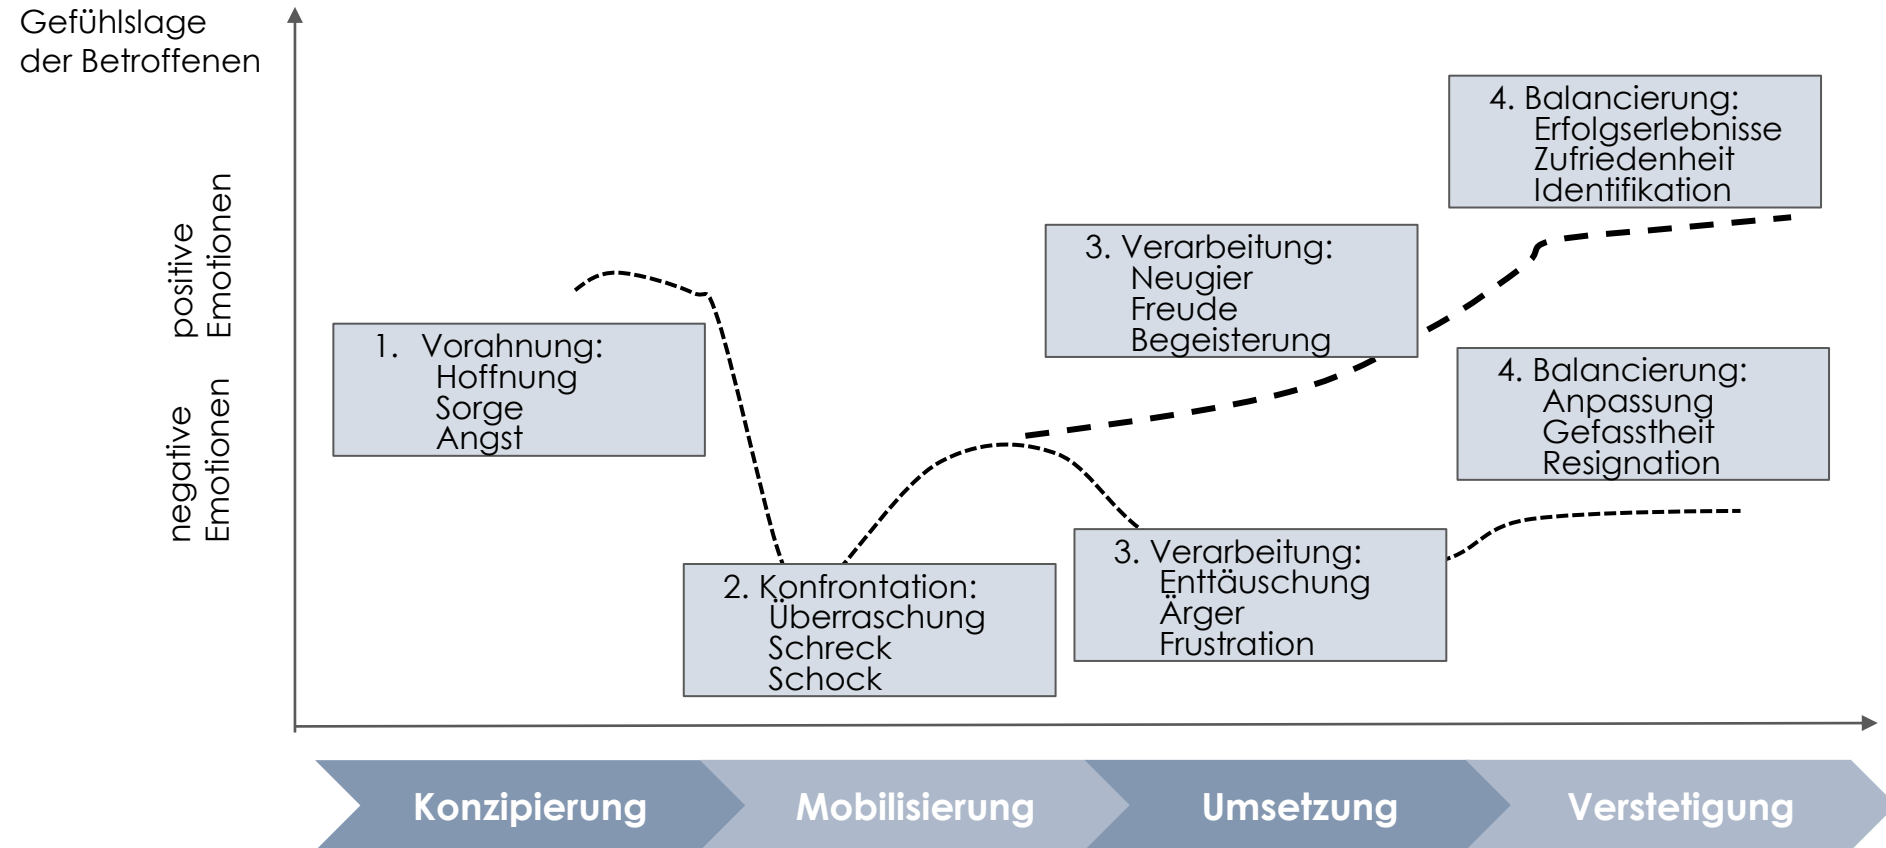 Gefühlslage
der Betroffenen
positive
Emotionen
negative
Emotionen
1. Vorahnung:
Hoffnung
Sorge
Angst
2. Konfrontation:
Überraschung
Schreck
Schock
3. Verarbeitung:
Neugier
Freude
Begeisterung
3. Verarbeitung:
Enttäuschung
Ärger
Frustration
4. Balancierung:
Erfolgserlebnisse
Zufriedenheit
Identifikation
4. Balancierung:
Anpassung
Gefasstheit
Resignation
Konzipierung
Mobilisierung
Umsetzung
Verstetigung